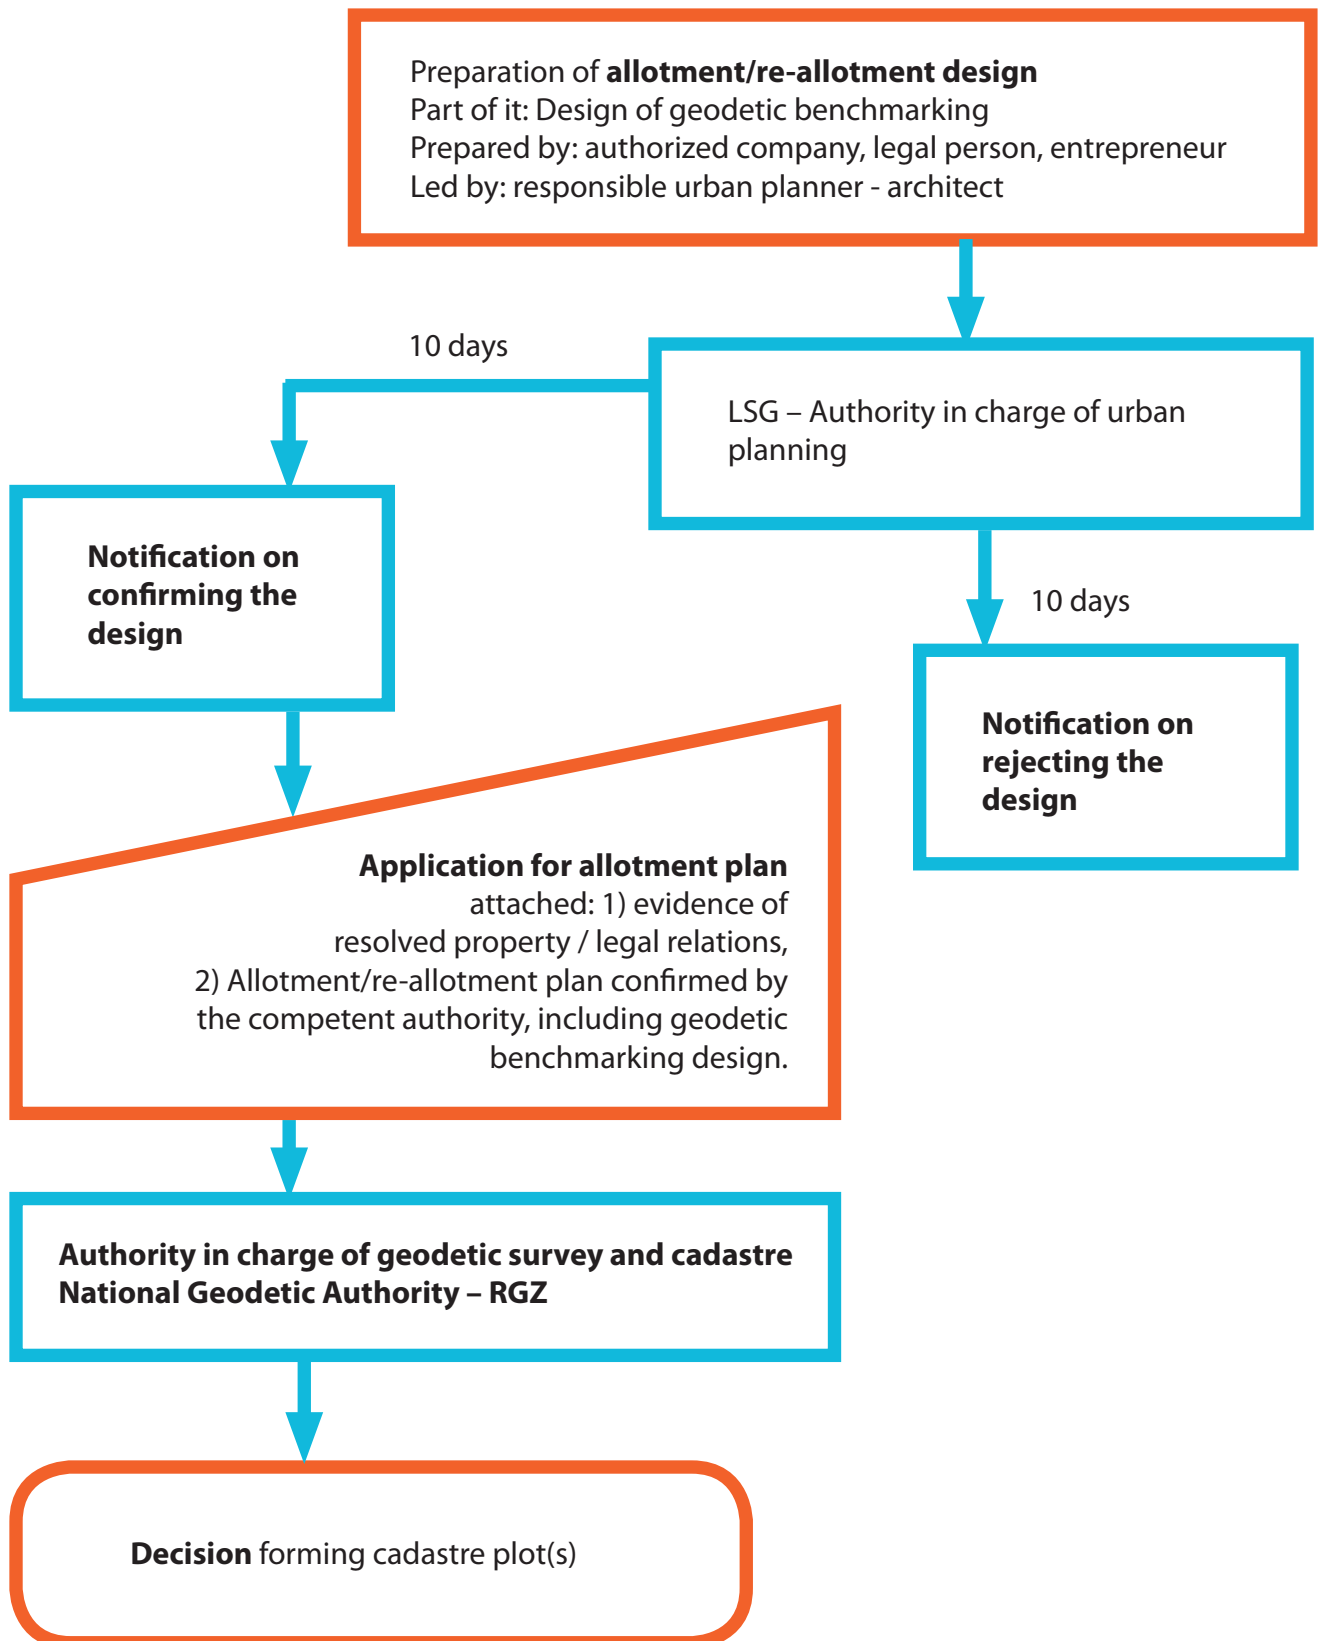 Preparation of allotment/re-allotment design
Part of it: Design of geodetic benchmarking
Prepared by: authorized company, legal person, entrepreneur
Led by: responsible urban planner - architect
10 days
LSG – Authority in charge of urban
planning
Notification on
confirming the
design
10 days
Notification on
rejecting the
design
Application for allotment plan
attached: 1) evidence of
resolved property / legal relations,
2) Allotment/re-allotment plan confirmed by
the competent authority, including geodetic
benchmarking design.
Authority in charge of geodetic survey and cadastre
National Geodetic Authority – RGZ
Decision forming cadastre plot(s)